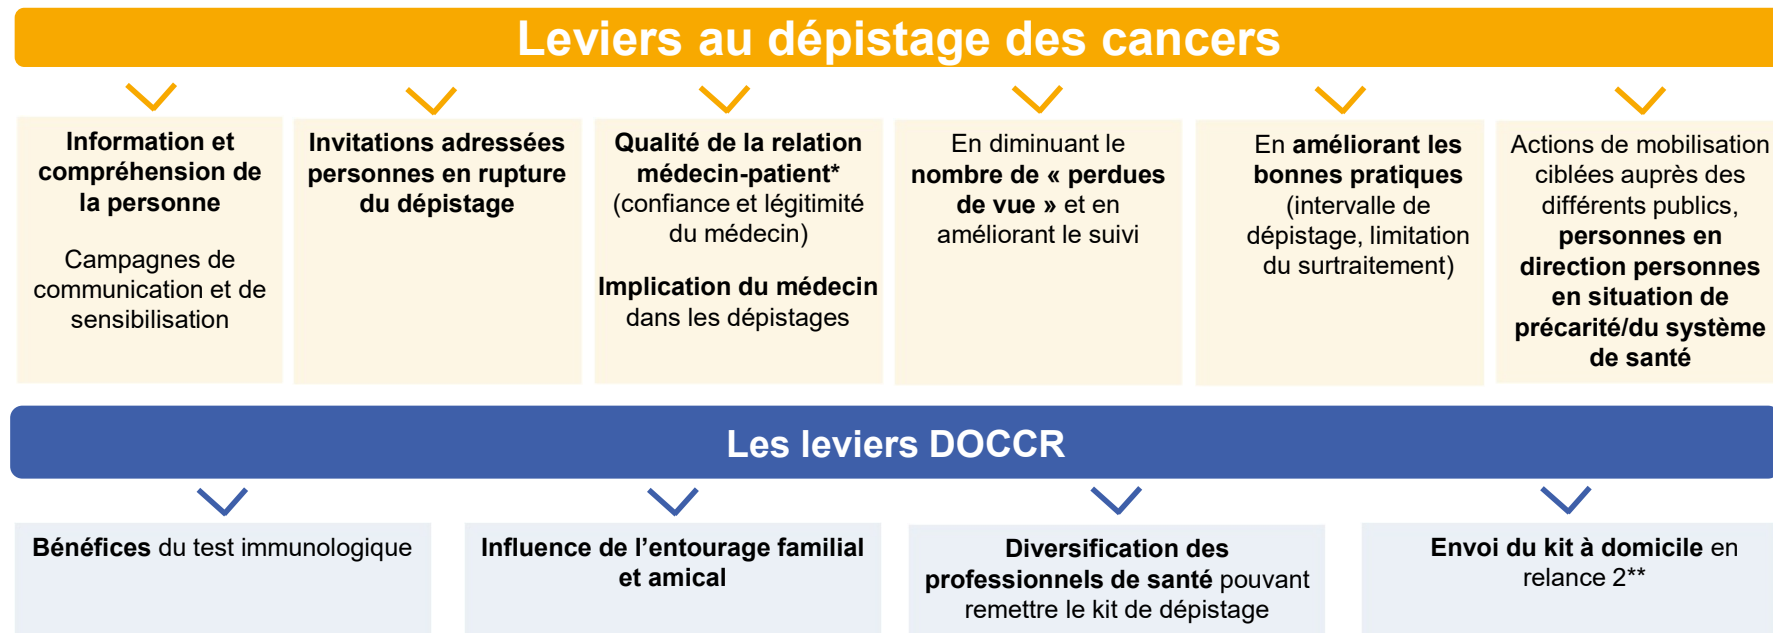 Leviers au dépistage des cancers
Information et
compréhension de
la personne
Campagnes de
communication et de
sensibilisation
Invitations adressées
personnes en rupture
du dépistage
Qualité de la relation
médecin-patient*
(confiance et légitimité
du médecin)
Implication du médecin
dans les dépistages
En diminuant le
nombre de « perdues
de vue » et en
améliorant le suivi
En améliorant les
bonnes pratiques
(intervalle de
dépistage, limitation
du surtraitement)
Actions de mobilisation
ciblées auprès des
différents publics,
personnes en
direction personnes
en situation de
précarité/du système
de santé
Les leviers DOCCR
Bénéfices du test immunologique
Influence de l’entourage familial
et amical
Diversification des
professionnels de santé pouvant
remettre le kit de dépistage
Envoi du kit à domicile en
relance 2**